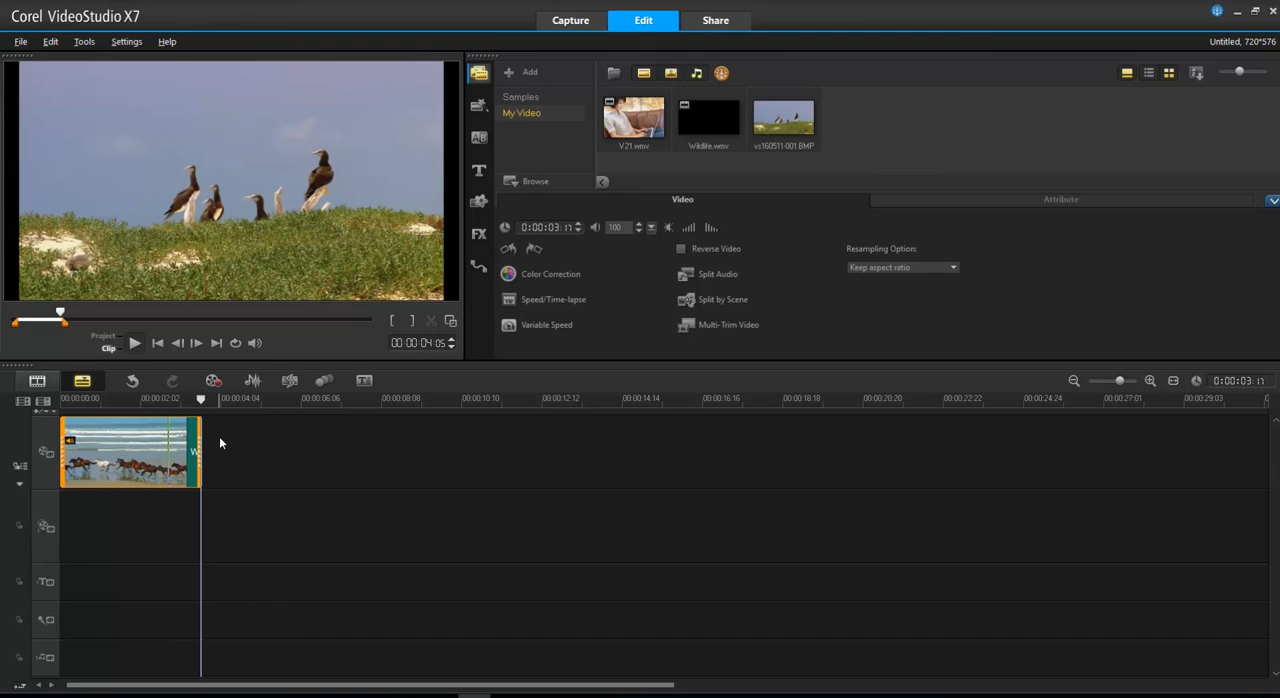 Corel VideoStudio X7
Capture
Edit
Share
File
Edit
Tools
Settings
Help
Untitled, 720*576
Add
Samples
My Video
Browse
V21.wmv
Wildlife.wmv
vs160511-001.BMP
Video
Attribute
0:00:03:17
100
Reverse Video
Resampling Option:
Keep aspect ratio
Color Correction
Split Audio
Speed/Time-lapse
Split by Scene
Variable Speed
Multi-Trim Video
Project
Clip
00:00:04:05
0:00:03:17
00:00:00:00
00:00:02:02
00:00:04:04
00:00:06:06
00:00:08:08
00:00:10:10
00:00:12:12
00:00:14:14
00:00:16:16
00:00:18:18
00:00:20:20
00:00:22:22
00:00:24:24
00:00:27:01
00:00:29:03